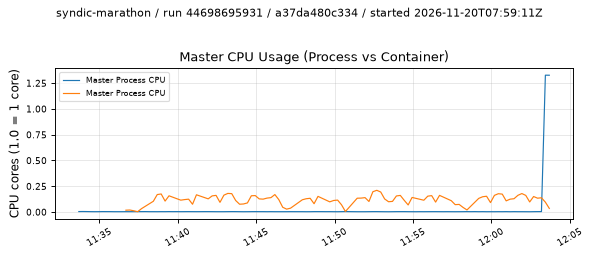 syndic-marathon / run 44698695931 / a37da480c334 / started 2026-11-20T07:59:11Z
Master CPU Usage (Process vs Container)
CPU cores (1.0 = 1 core)
Master Process CPU
Master Process CPU
1.25
1.00
0.75
0.50
0.25
0.00
11:35
11:40
11:45
11:50
11:55
12:00
12:05